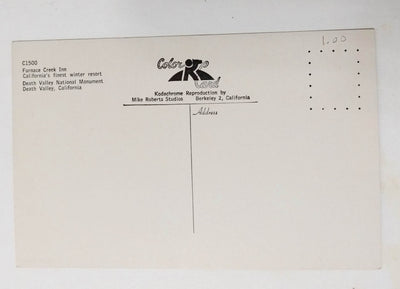 C1500
Furnace Creek Inn
California's finest winter resort
Death Valley National Monument
Death Valley, California
Color
Card
Kodachrome Reproduction by
Mike Roberts Studios Berkeley 2, California
Address
1.00